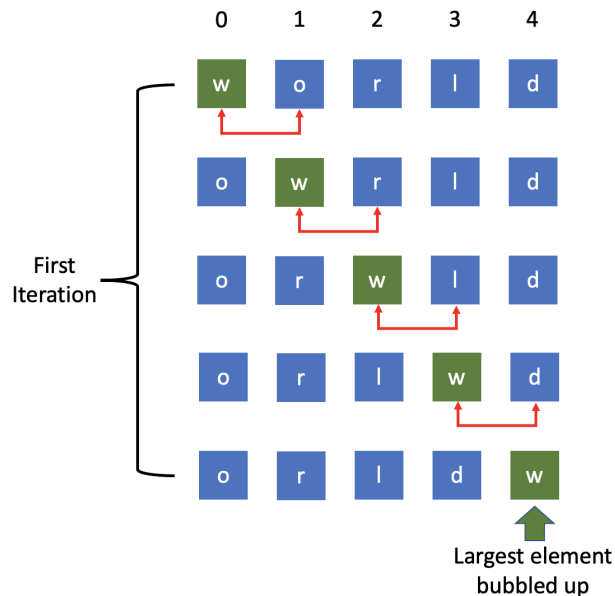 0 1 2 3 4
w o r l d
o w r l d
o r w l d
First
Iteration
o r l w d
o r l d w
Largest element
bubbled up